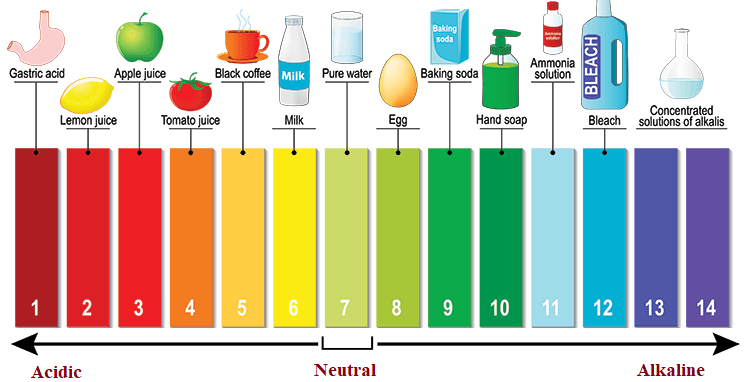 Gastric acid
Apple juice
Black coffee
Milk
Pure water
Baking
soda
Baking soda
Ammonia
solution
Ammonia
solution
BLEACH
Lemon juice
Tomato juice
Milk
Egg
Hand soap
Bleach
Concentrated
solutions of alkalis
1 2 3 4 5 6 7 8 9 10 11 12 13 14
Acidic Neutral Alkaline